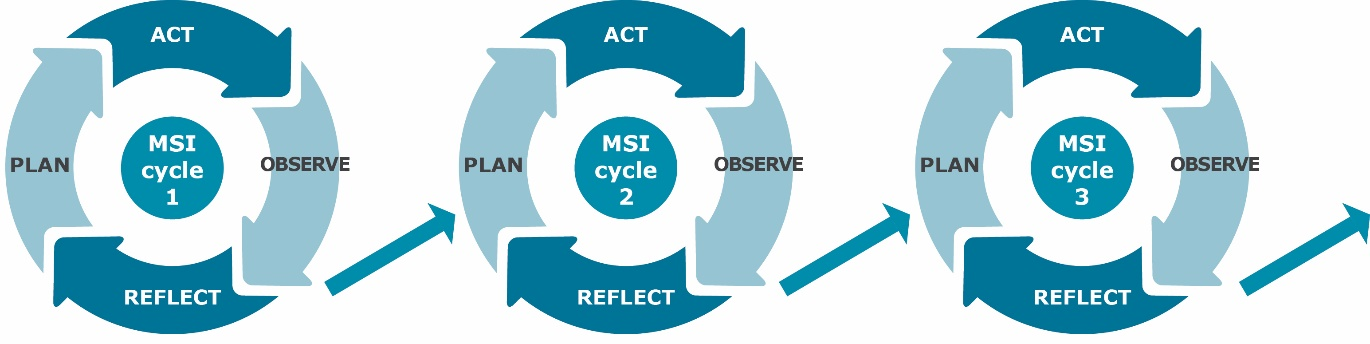 ACT
PLAN
MSI
cycle
1
OBSERVE
REFLECT
ACT
PLAN
MSI
cycle
2
OBSERVE
REFLECT
ACT
PLAN
MSI
cycle
3
OBSERVE
REFLECT